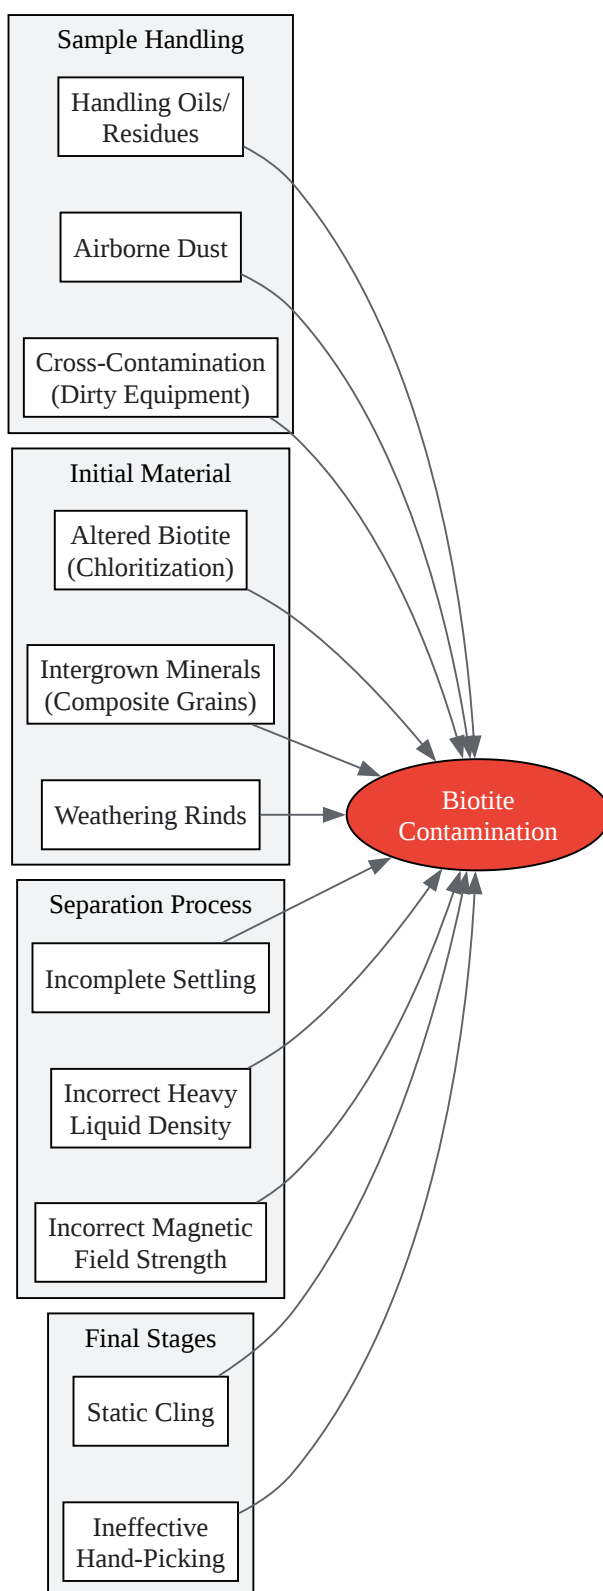 Sample Handling
Handling Oils/
Residues
Airborne Dust
Cross-Contamination
(Dirty Equipment)
Initial Material
Altered Biotite
(Chloritization)
Intergrown Minerals
(Composite Grains)
Weathering Rinds
Biotite
Contamination
Separation Process
Incomplete Settling
Incorrect Heavy
Liquid Density
Incorrect Magnetic
Field Strength
Final Stages
Static Cling
Ineffective
Hand-Picking